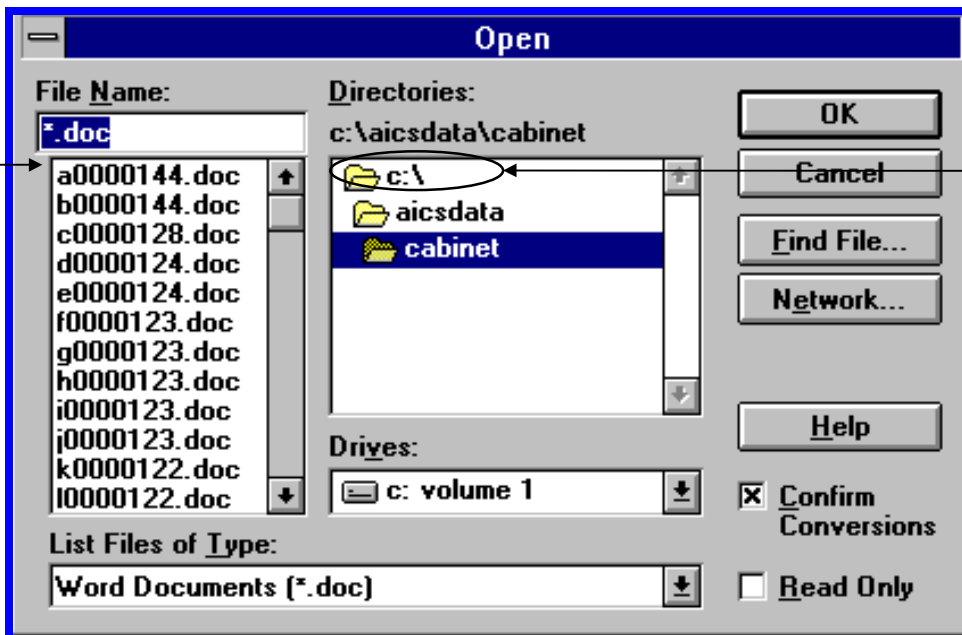 Open
File Name:
*.doc
a0000144.doc
b0000144.doc
c0000128.doc
d0000124.doc
e0000124.doc
f0000123.doc
g0000123.doc
h0000123.doc
i0000123.doc
j0000123.doc
k0000122.doc
l0000122.doc
List Files of Type:
Word Documents (*.doc)
Directories:
c:\aicsdata\cabinet
c:\
aicsdata
cabinet
Drives:
c: volume 1
OK
Cancel
Find File...
Network...
Help
Confirm
Conversions
Read Only